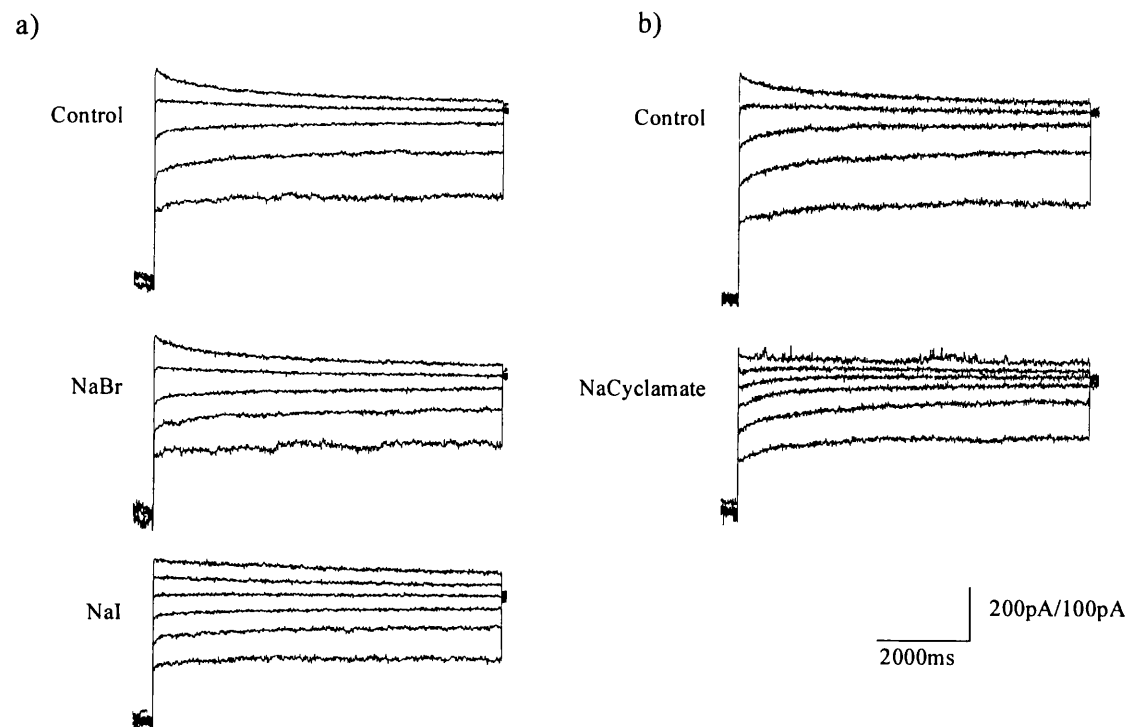 a)
Control
NaBr
NaI
b)
Control
NaCyclamate
200pA/100pA
2000ms